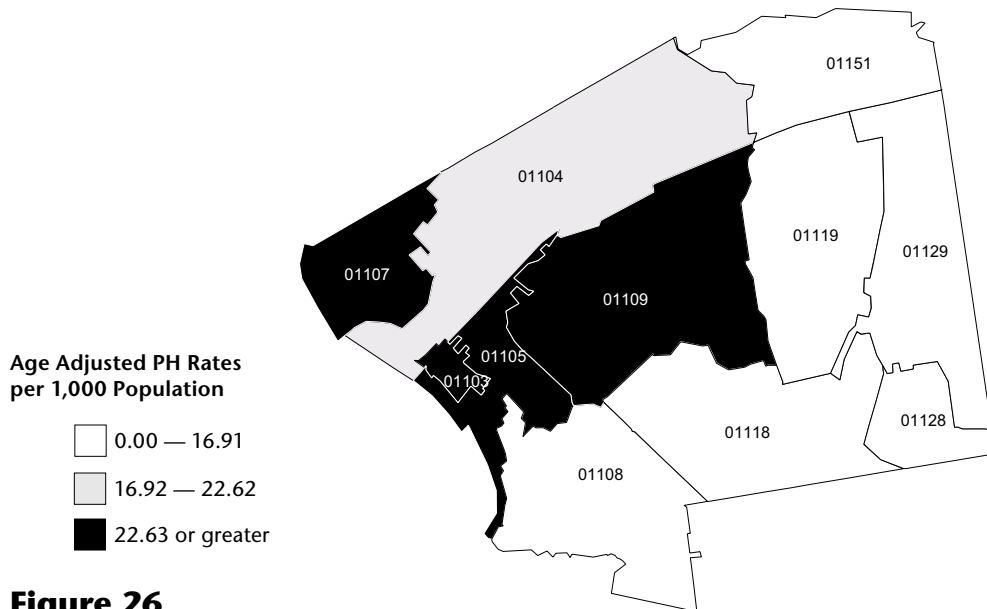 01151
01104
01119
01129
01107
01109
01105
01103
01128
01118
01108
Age Adjusted PH Rates
per 1,000 Population
0.00 — 16.91
16.92 — 22.62
22.63 or greater
Figure 26